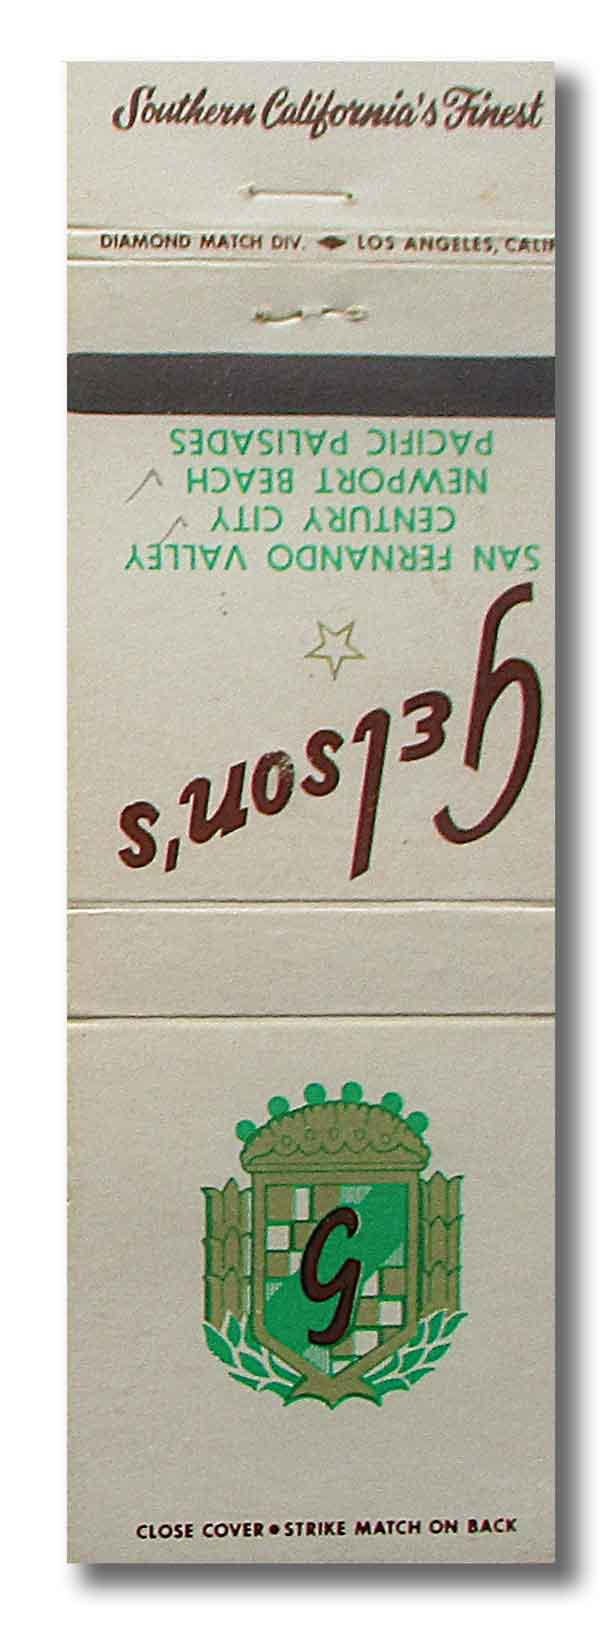 Southern California's Finest
DIAMOND MATCH DIV. LOS ANGELES, CALIF
Gelson's
SAN FERNANDO VALLEY
CENTURY CITY
NEWPORT BEACH
PACIFIC PALISADES
G
CLOSE COVER • STRIKE MATCH ON BACK